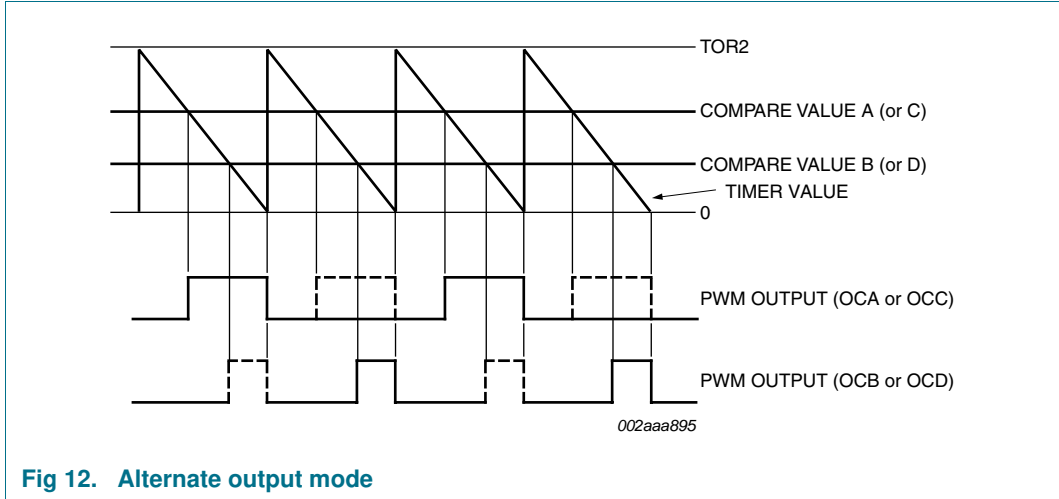 TOR2
COMPARE VALUE A (or C)
COMPARE VALUE B (or D)
TIMER VALUE
0
PWM OUTPUT (OCA or OCC)
PWM OUTPUT (OCB or OCD)
002aaa895
Fig 12. Alternate output mode